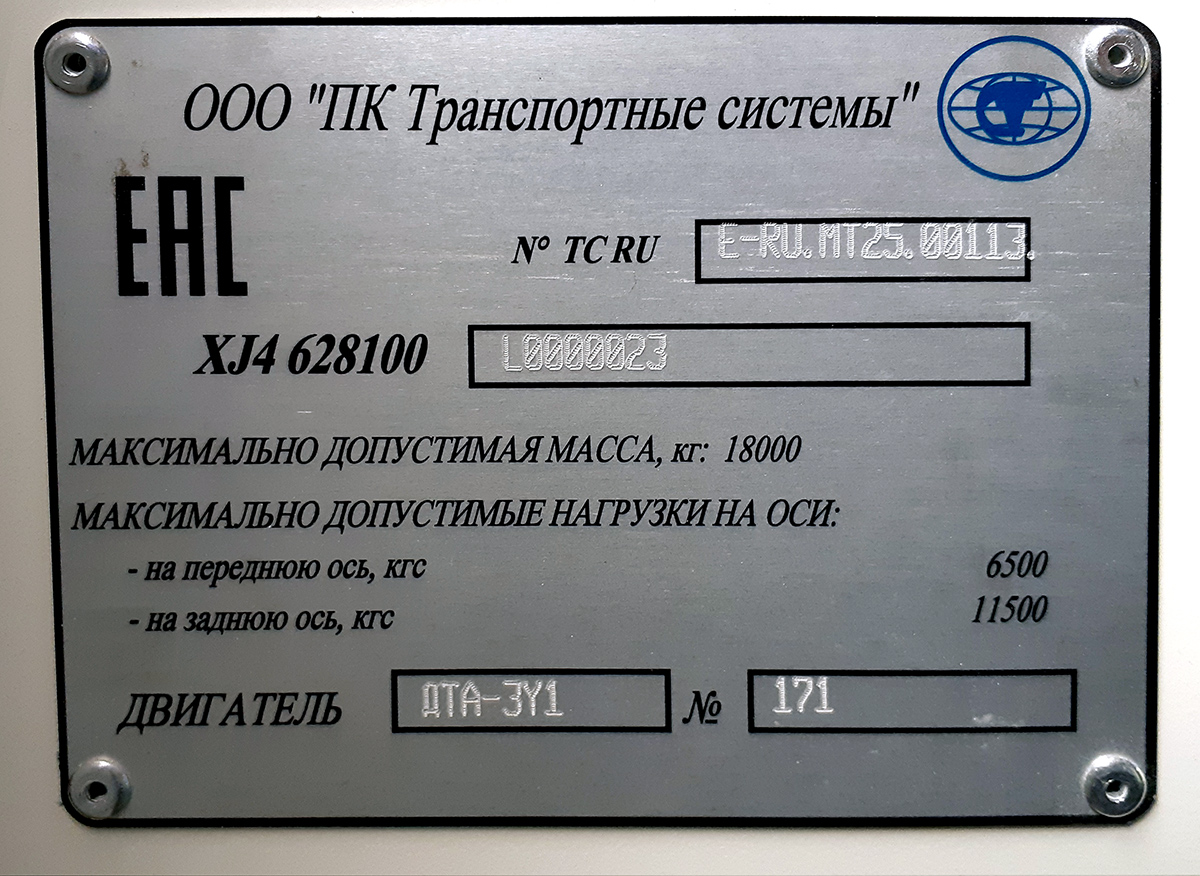 ООО "ПК Транспортные системы"
ЕАС
№ ТС RU E-RU.MT25.00113.
XJ4 628100 L0000023
МАКСИМАЛЬНО ДОПУСТИМАЯ МАССА, кг: 18000
МАКСИМАЛЬНО ДОПУСТИМЫЕ НАГРУЗКИ НА ОСИ:
- на переднюю ось, кгс 6500
- на заднюю ось, кгс 11500
ДВИГАТЕЛЬ ДТА-3У1 № 171